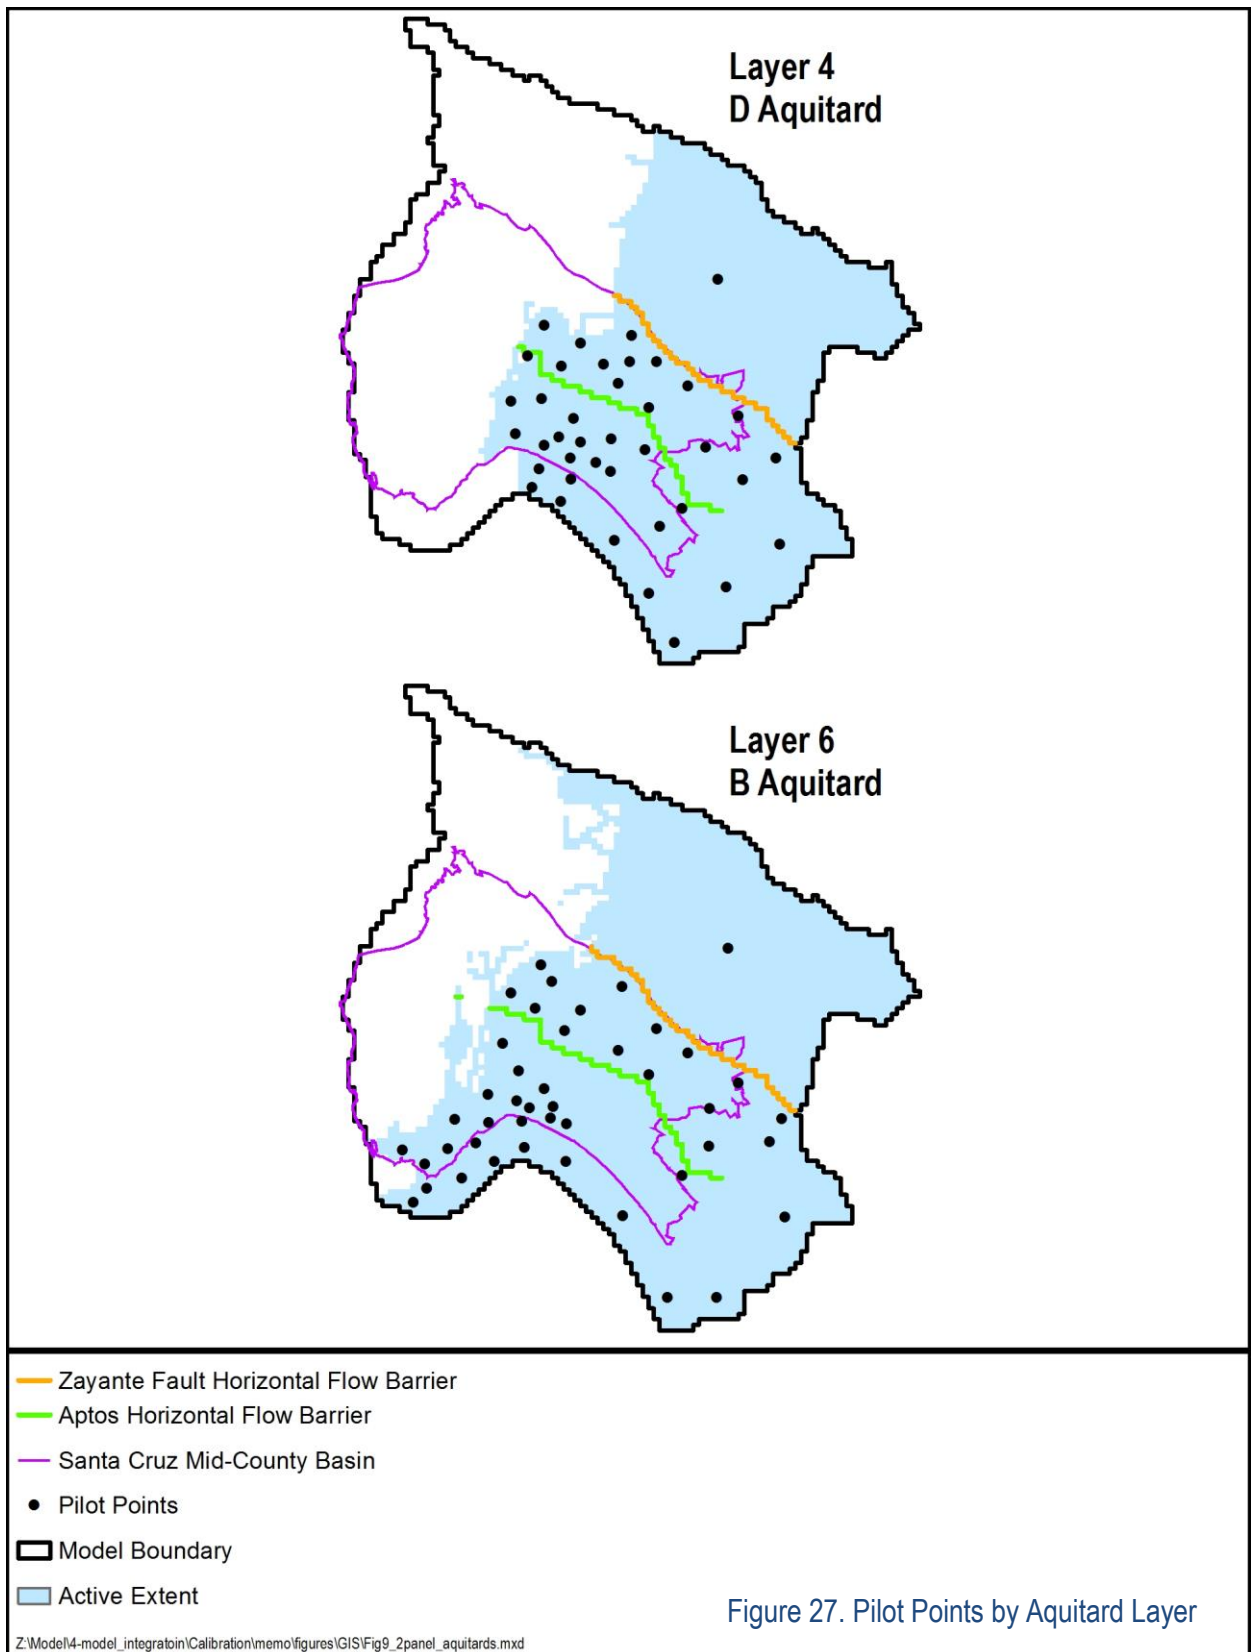 Layer 4
D Aquitard
Layer 6
B Aquitard
Zayante Fault Horizontal Flow Barrier
Aptos Horizontal Flow Barrier
Santa Cruz Mid-County Basin
Pilot Points
Model Boundary
Active Extent
Figure 27. Pilot Points by Aquitard Layer
Z:\Model\4-model_integratoin\Calibration\memo\figures\GIS\Fig9_2panel_aquitards.mxd